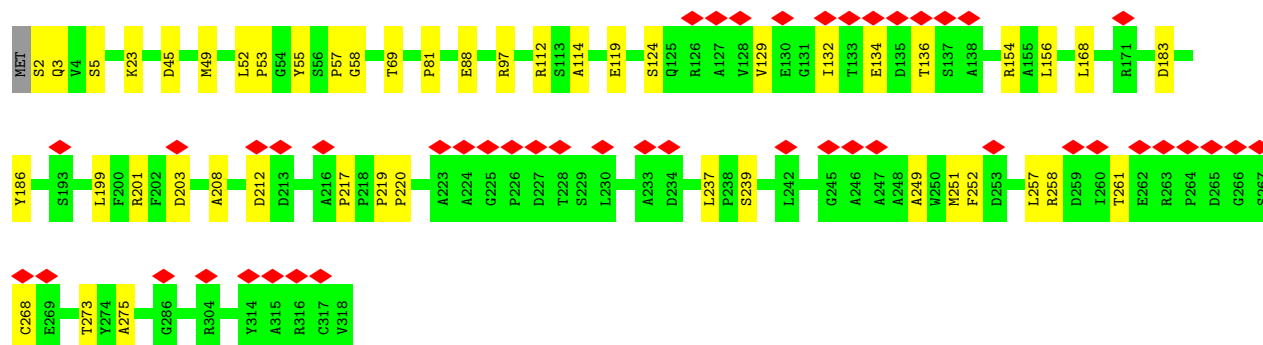 MET S2 Q3 V4 S5 K23 D45 M49 L52 P53 G54 Y55 S56 P57 G58 T69 P81 E88 R97 R112 S113 A114 E119 S124 Q125 R126 A127 V128 V129 E130 G131 I132 T133 E134 D135 T136 S137 A138 R154 A155 L156 L168 R171 D183
Y186 S193 L199 F200 R201 F202 D203 A208 D212 D213 A216 P217 P218 P219 P220 A223 A224 G225 P226 D227 T228 S229 L230 A233 D234 L237 P238 S239 L242 G245 A246 A247 A248 A249 W250 M251 F252 D253 L257 R258 D259 I260 T261 E262 R263 P264 D265 G266 S267
C268 E269 T273 Y274 A275 G286 R304 Y314 A315 R316 C317 V318